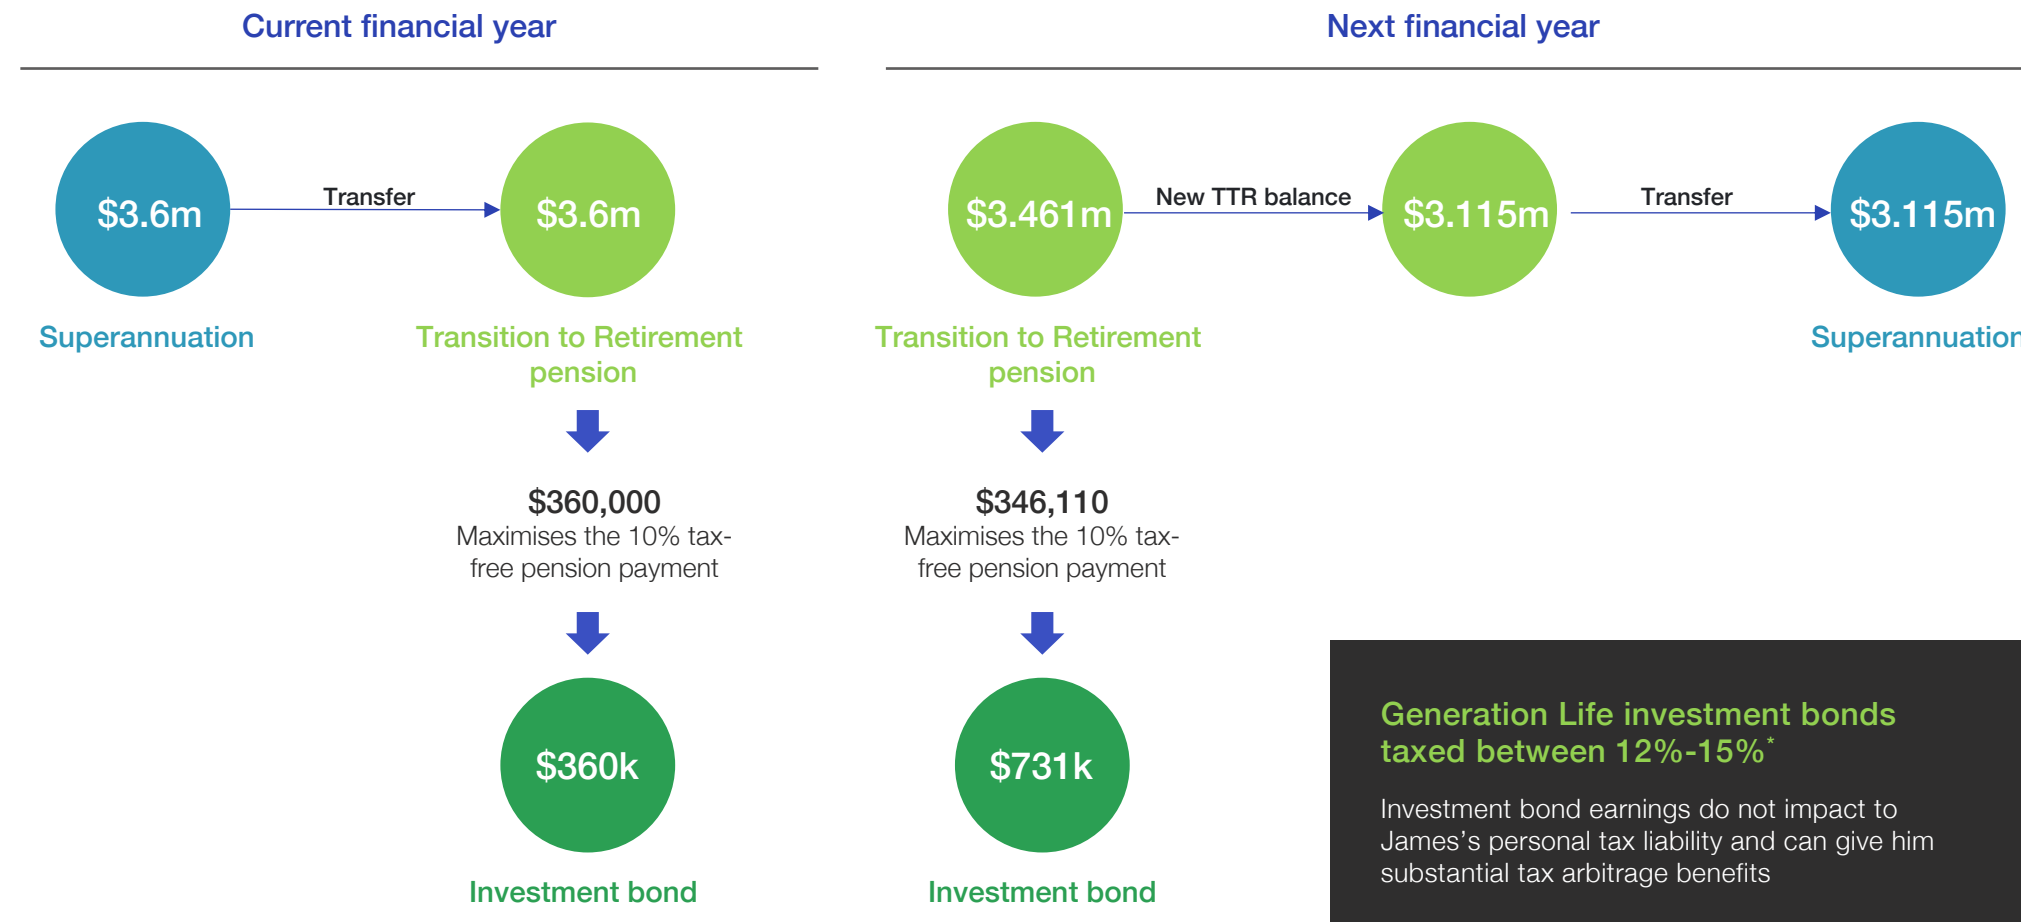 Current financial year
Next financial year
$3.6m
Transfer
$3.6m
$3.461m
New TTR balance
$3.115m
Transfer
$3.115m
Superannuation
Transition to Retirement
pension
Transition to Retirement
pension
Superannuation
$360,000
Maximises the 10% tax-
free pension payment
$346,110
Maximises the 10% tax-
free pension payment
$360k
$731k
Investment bond
Investment bond
Generation Life investment bonds
taxed between 12%-15%*
Investment bond earnings do not impact to
James’s personal tax liability and can give him
substantial tax arbitrage benefits